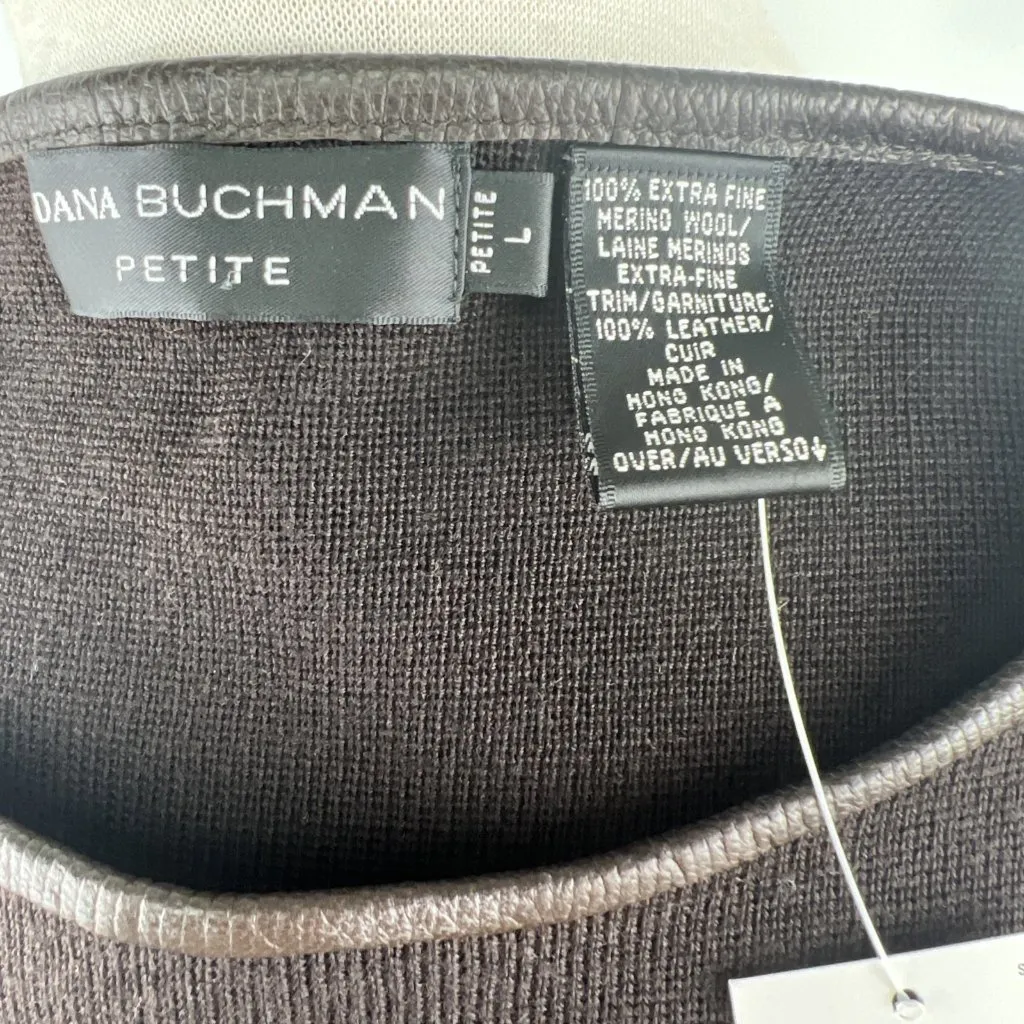 DANA BUCHMAN
PETITE
PETITE
L
100% EXTRA FINE
MERINO WOOL/
LAINE MERINOS
EXTRA-FINE
TRIM/GARNITURE:
100% LEATHER/
CUIR
MADE IN
HONG KONG/
FABRIQUE A
HONG KONG
OVER/AU VERSO↓
S